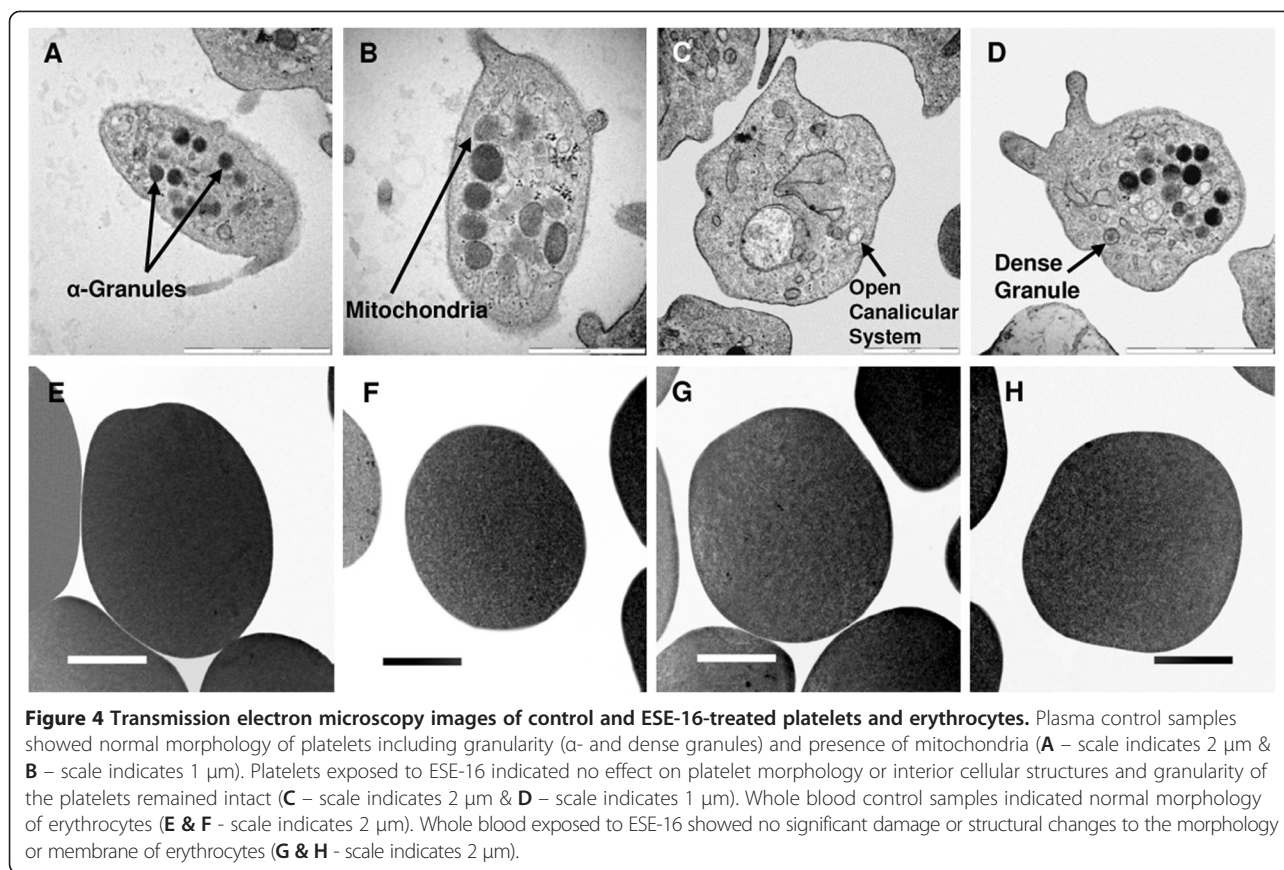 A
B
C
D
α-Granules
Mitochondria
Open
Canalicular
System
Dense
Granule
E
F
G
H
Figure 4 Transmission electron microscopy images of control and ESE-16-treated platelets and erythrocytes. Plasma control samples
showed normal morphology of platelets including granularity (α- and dense granules) and presence of mitochondria (A – scale indicates 2 μm &
B – scale indicates 1 μm). Platelets exposed to ESE-16 indicated no effect on platelet morphology or interior cellular structures and granularity of
the platelets remained intact (C – scale indicates 2 μm & D – scale indicates 1 μm). Whole blood control samples indicated normal morphology
of erythrocytes (E & F - scale indicates 2 μm). Whole blood exposed to ESE-16 showed no significant damage or structural changes to the morphology
or membrane of erythrocytes (G & H - scale indicates 2 μm).